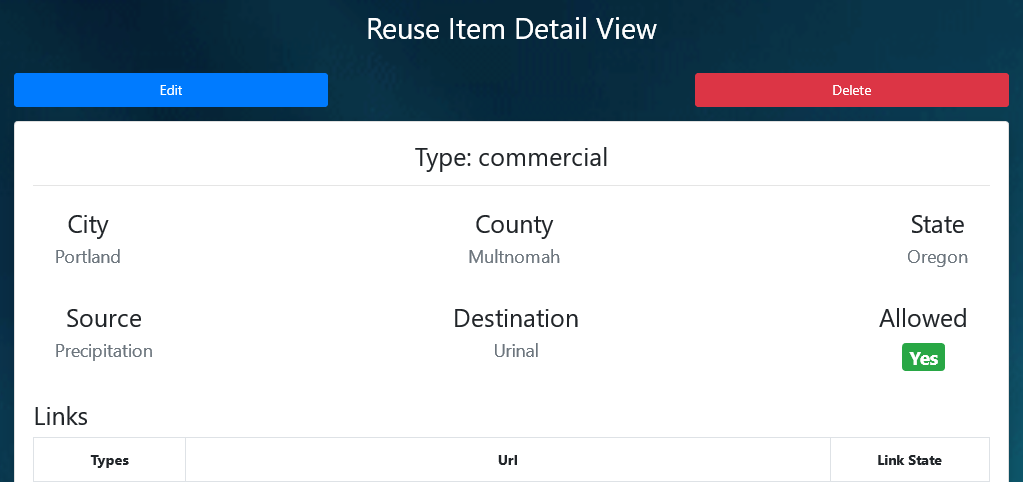 Reuse Item Detail View
Edit Delete
Type: commercial
City County State
Portland Multnomah Oregon
Source Destination Allowed
Precipitation Urinal Yes
Links
Types Url Link State